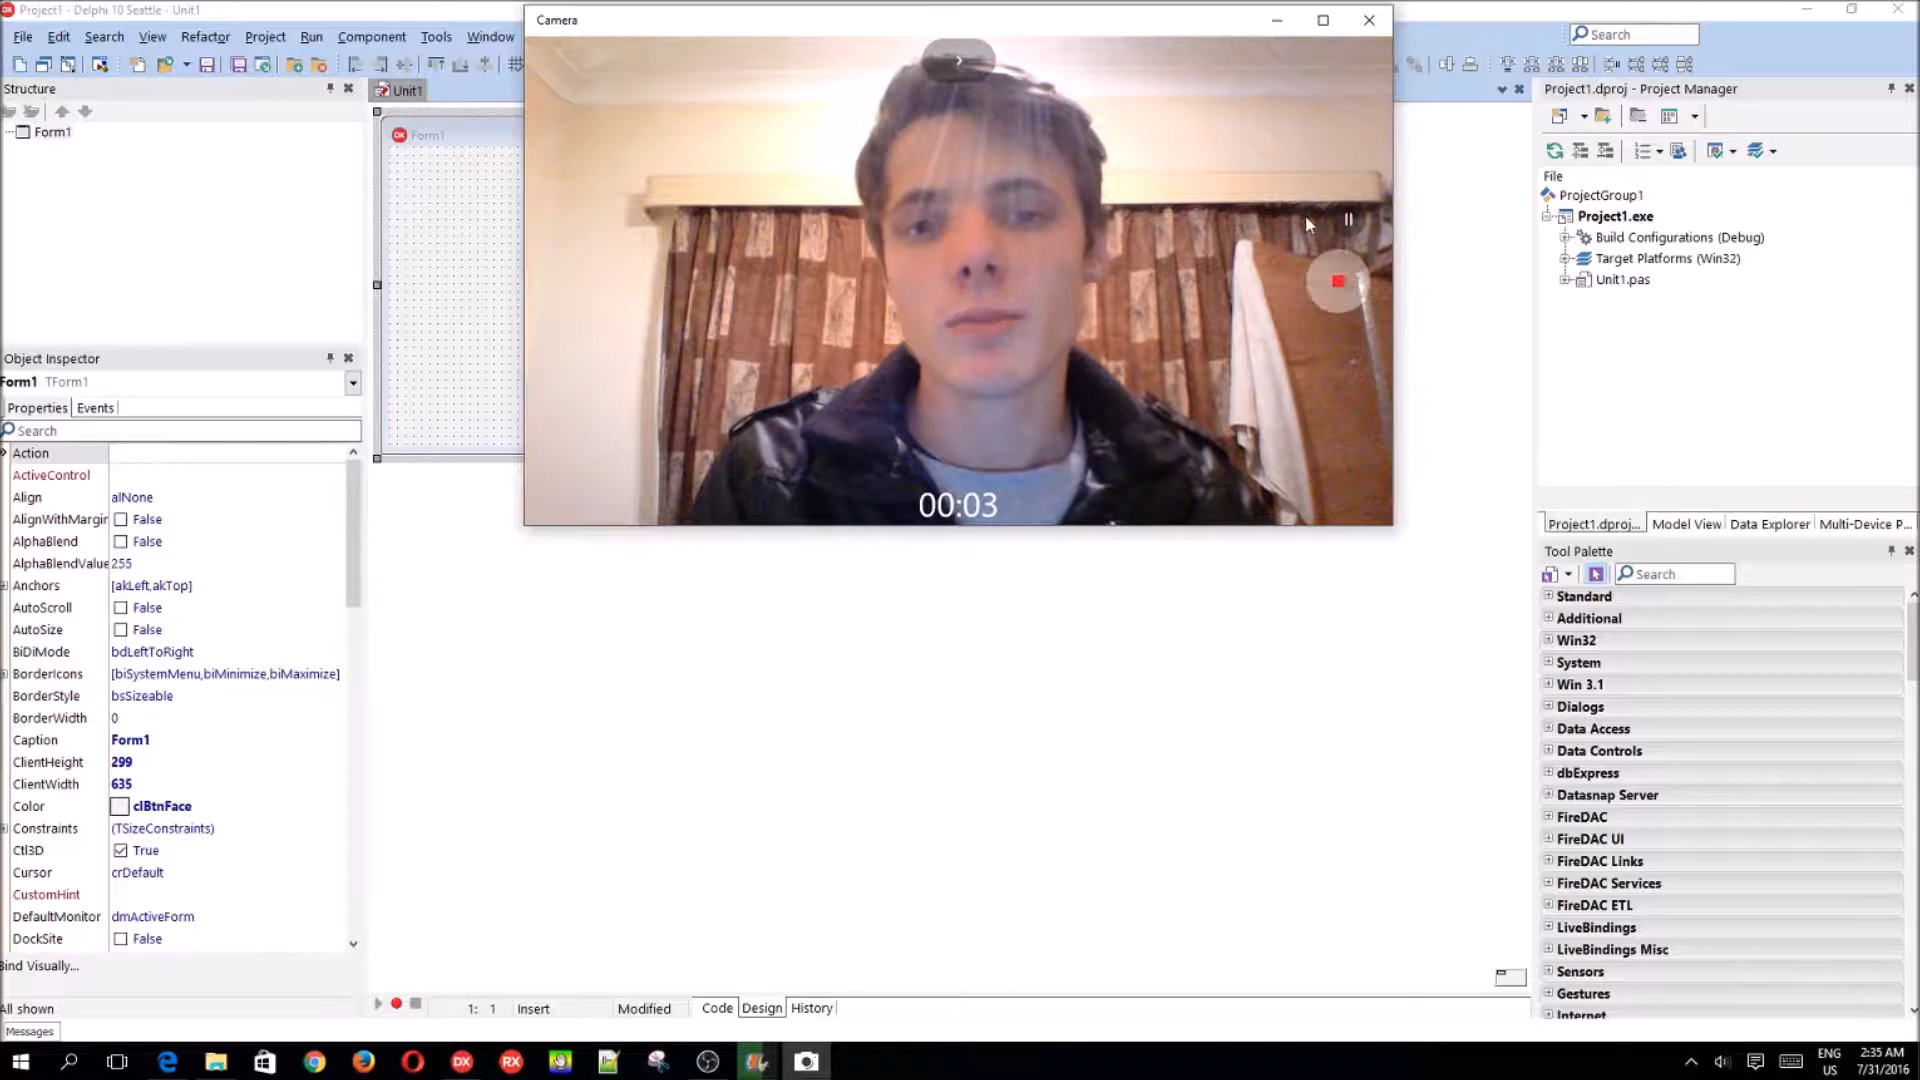 Project1 - Delphi 10 Seattle - Unit1
File Edit Search View Refactor Project Run Component Tools Window
Search
Camera
00:03
Structure
Form1
Unit1
Form1
Object Inspector
Form1 TForm1
Properties Events
Search
Action
ActiveControl
Align alNone
AlignWithMargin False
AlphaBlend False
AlphaBlendValue 255
Anchors [akLeft,akTop]
AutoScroll False
AutoSize False
BiDiMode bdLeftToRight
BorderIcons [biSystemMenu,biMinimize,biMaximize]
BorderStyle bsSizeable
BorderWidth 0
Caption Form1
ClientHeight 299
ClientWidth 635
Color clBtnFace
Constraints (TSizeConstraints)
Ctl3D True
Cursor crDefault
CustomHint
DefaultMonitor dmActiveForm
DockSite False
Bind Visually...
All shown
Messages
1: 1 Insert Modified Code Design History
Project1.dproj - Project Manager
File
ProjectGroup1
Project1.exe
Build Configurations (Debug)
Target Platforms (Win32)
Unit1.pas
Project1.dproj... Model View Data Explorer Multi-Device P...
Tool Palette
Search
Standard
Additional
Win32
System
Win 3.1
Dialogs
Data Access
Data Controls
dbExpress
Datasnap Server
FireDAC
FireDAC UI
FireDAC Links
FireDAC Services
FireDAC ETL
LiveBindings
LiveBindings Misc
Sensors
Gestures
Internet
DX RX
ENG
US
2:35 AM
7/31/2016